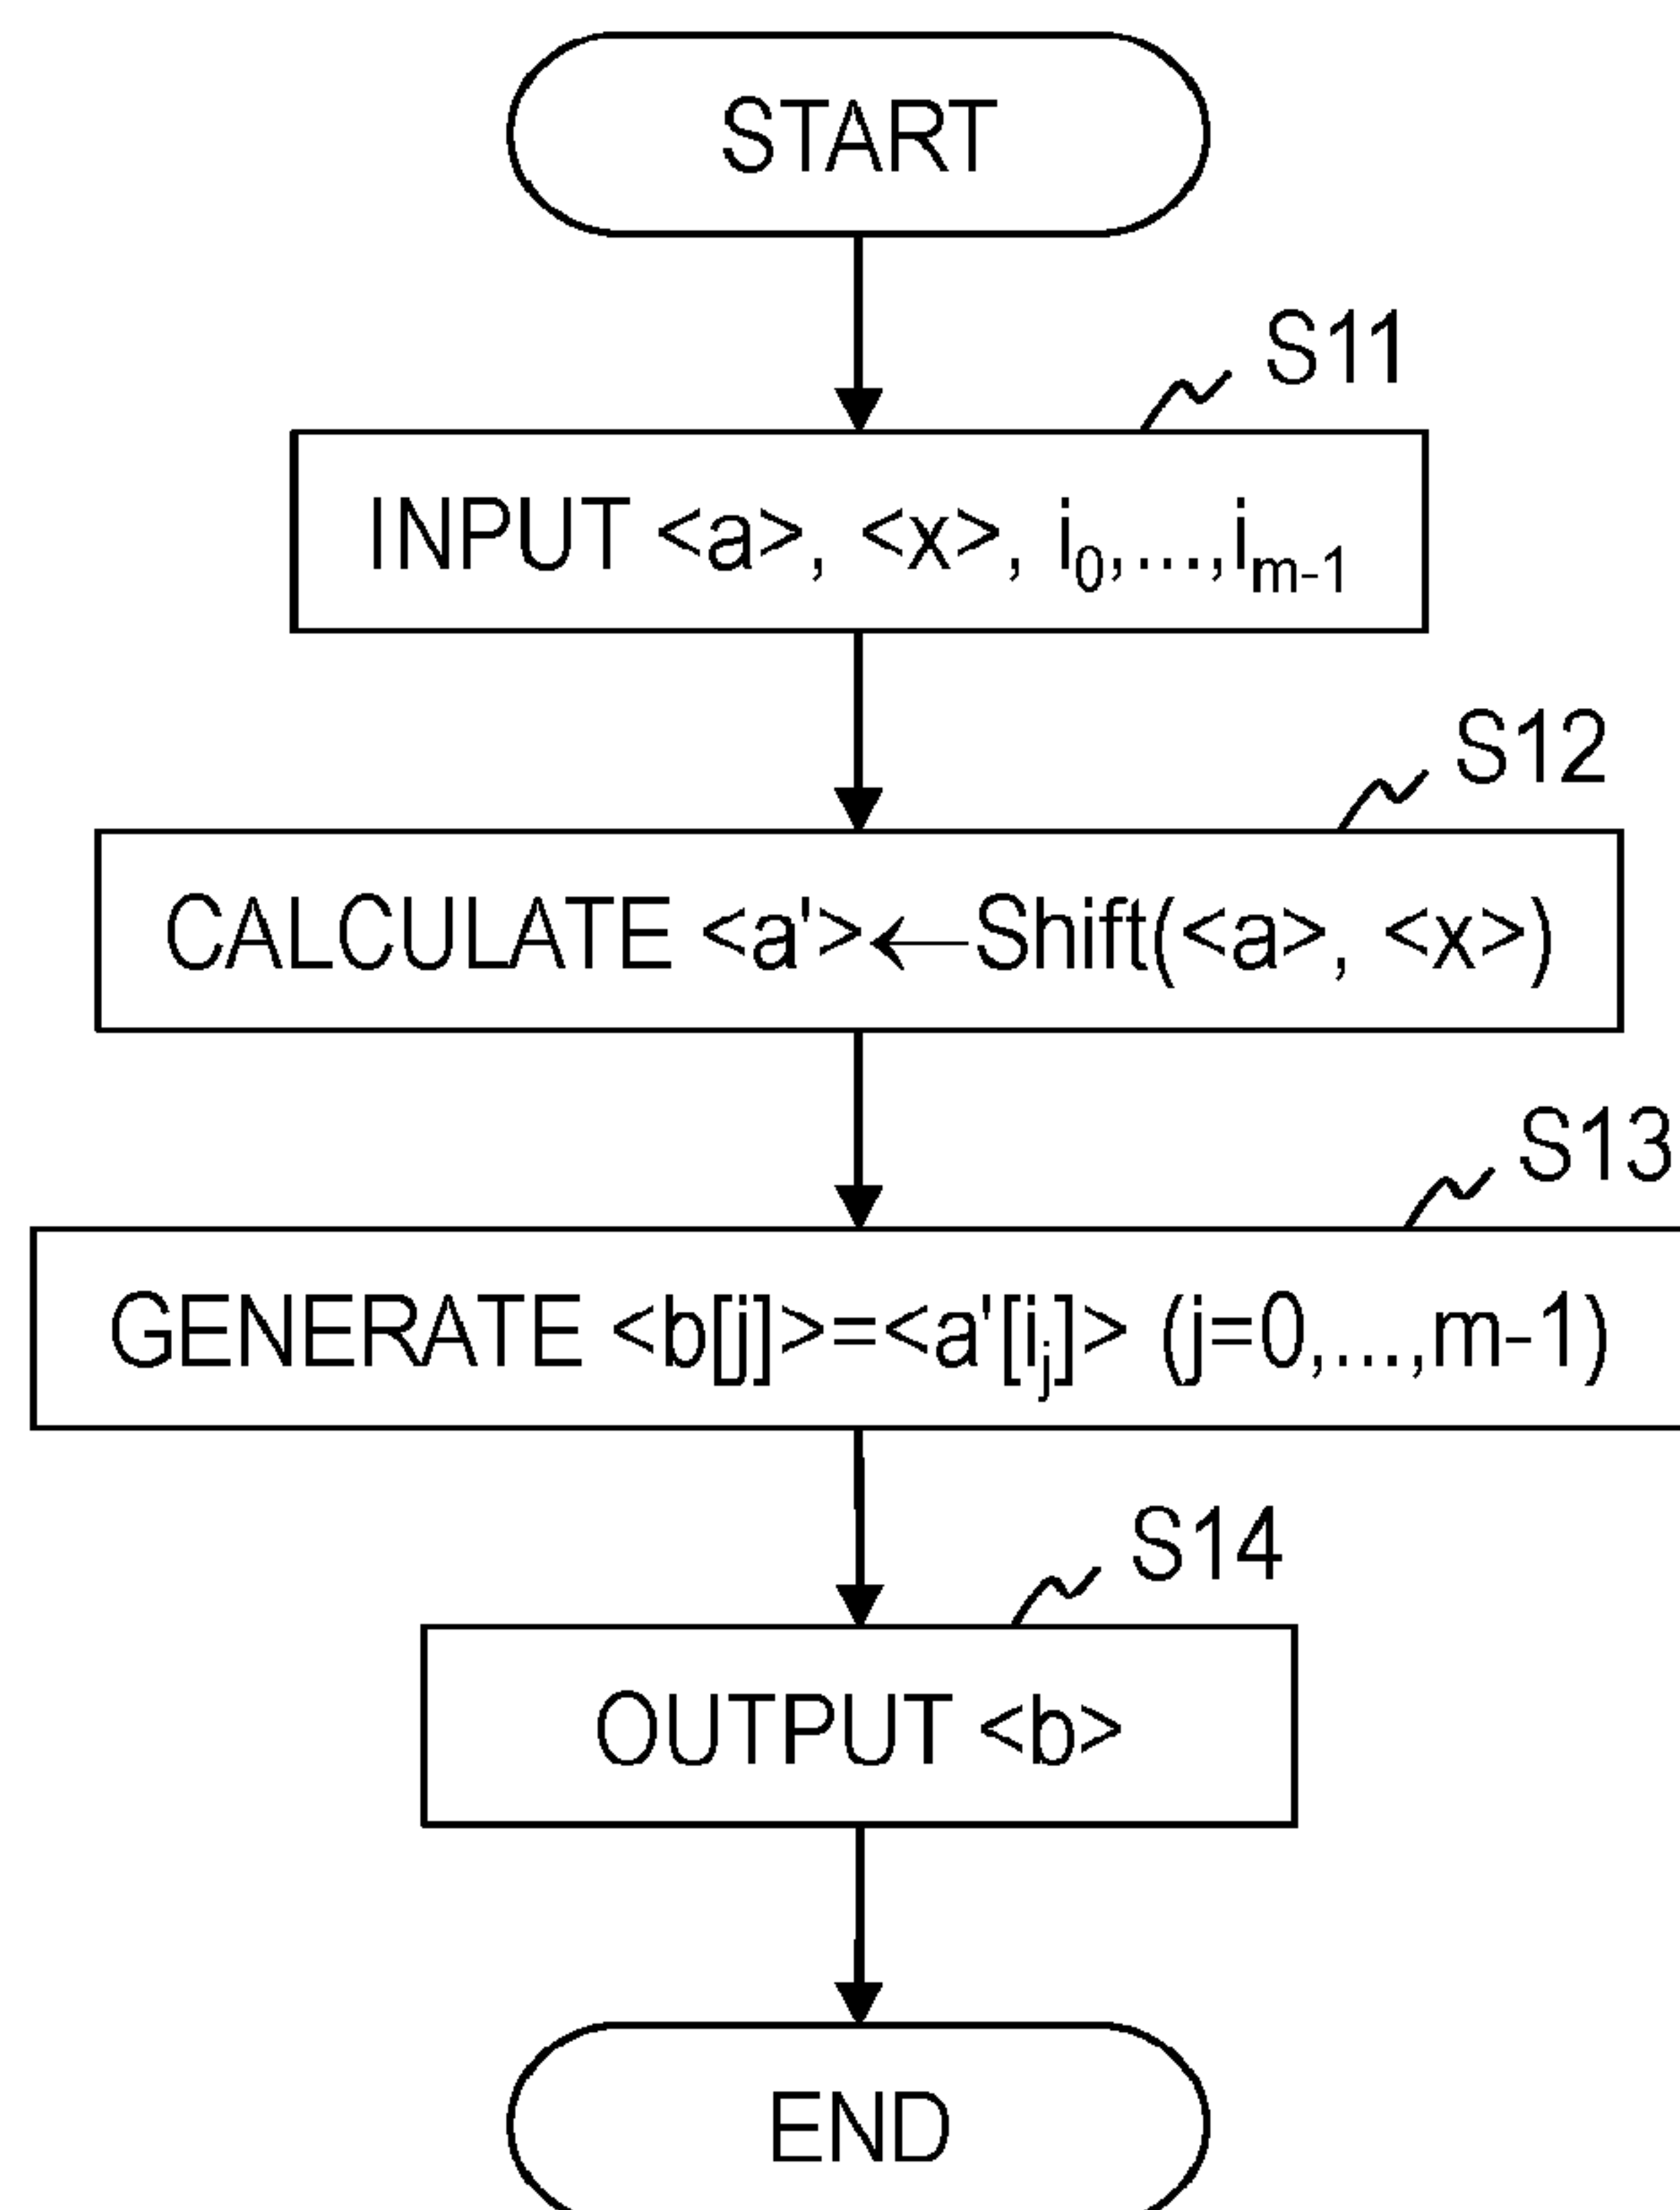 START
S11
INPUT <a>, <x>, i₀,...,iₘ₋₁
S12
CALCULATE <a'>←Shift(<a>, <x>)
S13
GENERATE <b[j]>=<a'[iⱼ]> (j=0,...,m-1)
S14
OUTPUT <b>
END